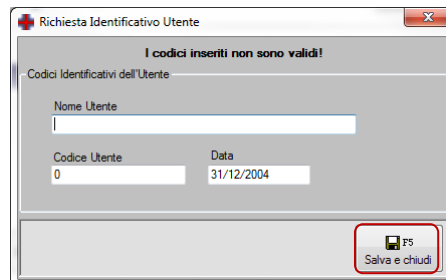 Richiesta Identificativo Utente
I codici inseriti non sono validi!
Codici Identificativi dell'Utente
Nome Utente
Codice Utente Data
0 31/12/2004
F5
Salva e chiudi